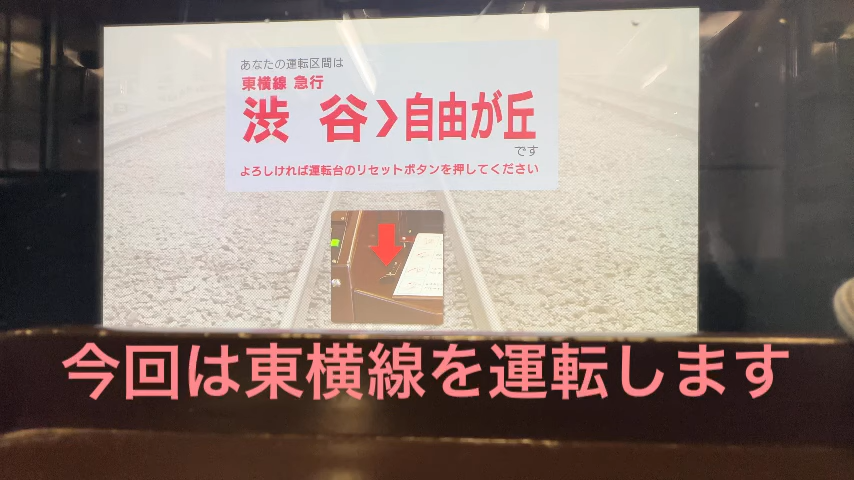 あなたの運転区間は
東横線 急行
渋谷>自由が丘
です
よろしければ運転台のリセットボタンを押してください
今回は東横線を運転します